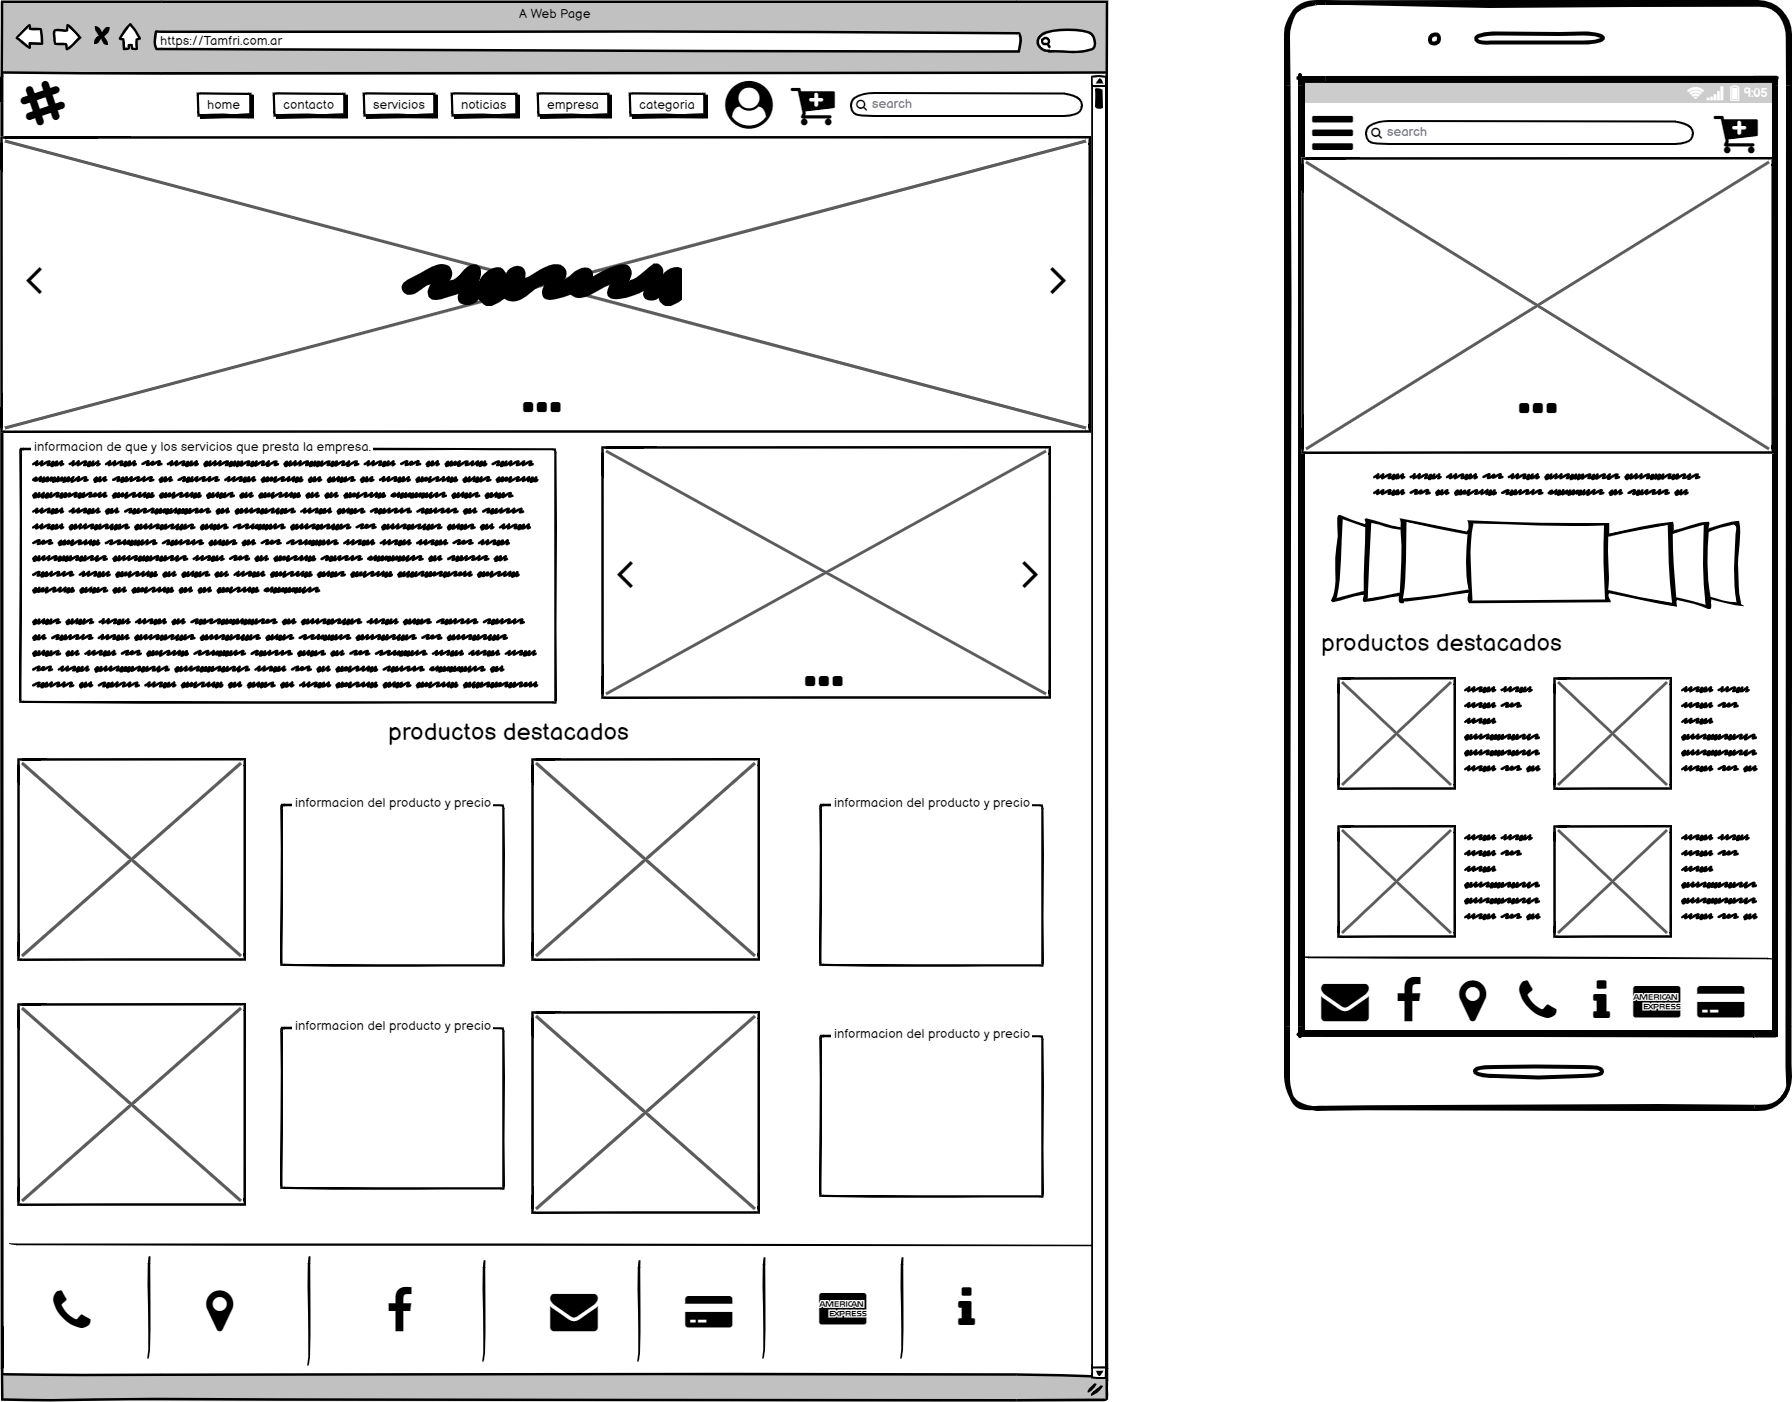 A Web Page
https://Tamfri.com.ar
home contacto servicios noticias empresa categoria search
informacion de que y los servicios que presta la empresa.
productos destacados
informacion del producto y precio informacion del producto y precio
informacion del producto y precio informacion del producto y precio
AMERICAN
EXPRESS
9:05
search
productos destacados
AMERICAN
EXPRESS